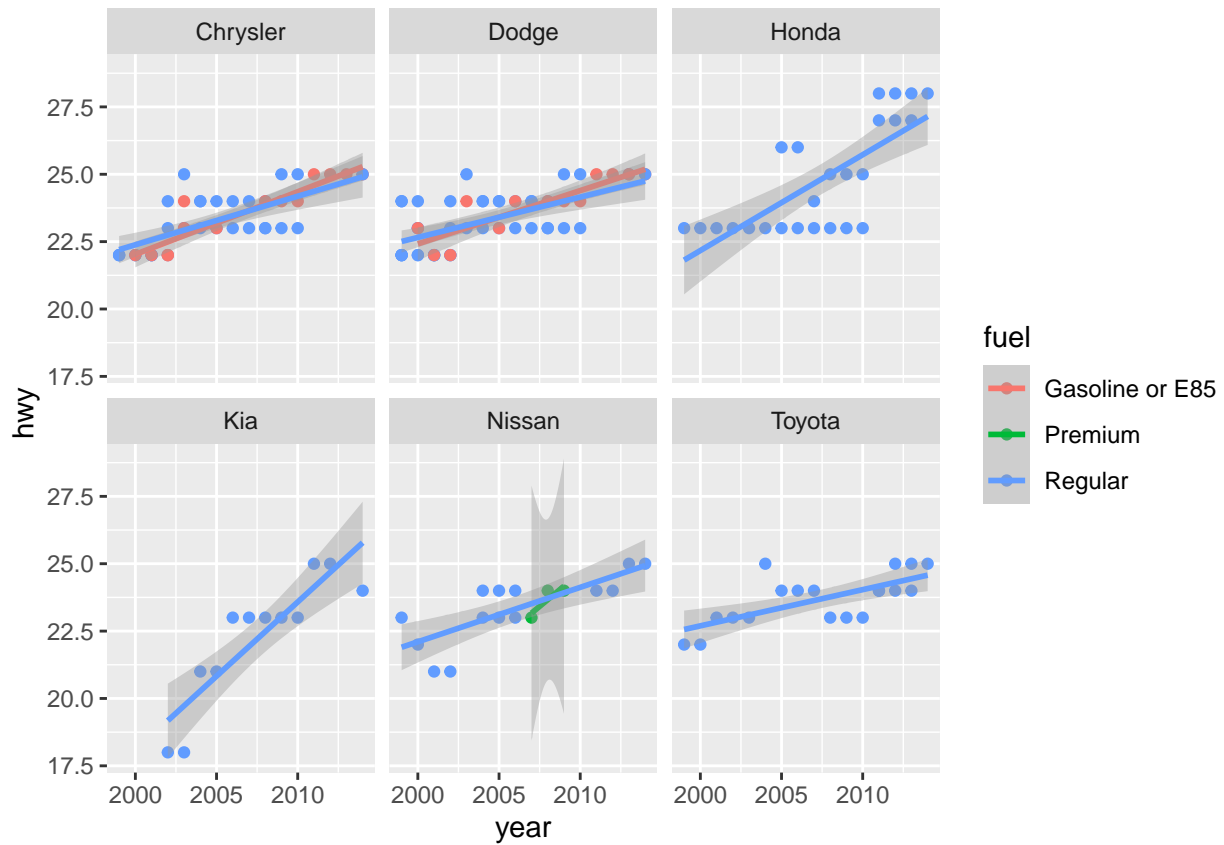 Chrysler Dodge Honda
27.5
25.0
22.5
20.0
17.5
hwy
Kia Nissan Toyota
27.5
25.0
22.5
20.0
17.5
2000 2005 2010 2000 2005 2010 2000 2005 2010
year
fuel
Gasoline or E85
Premium
Regular